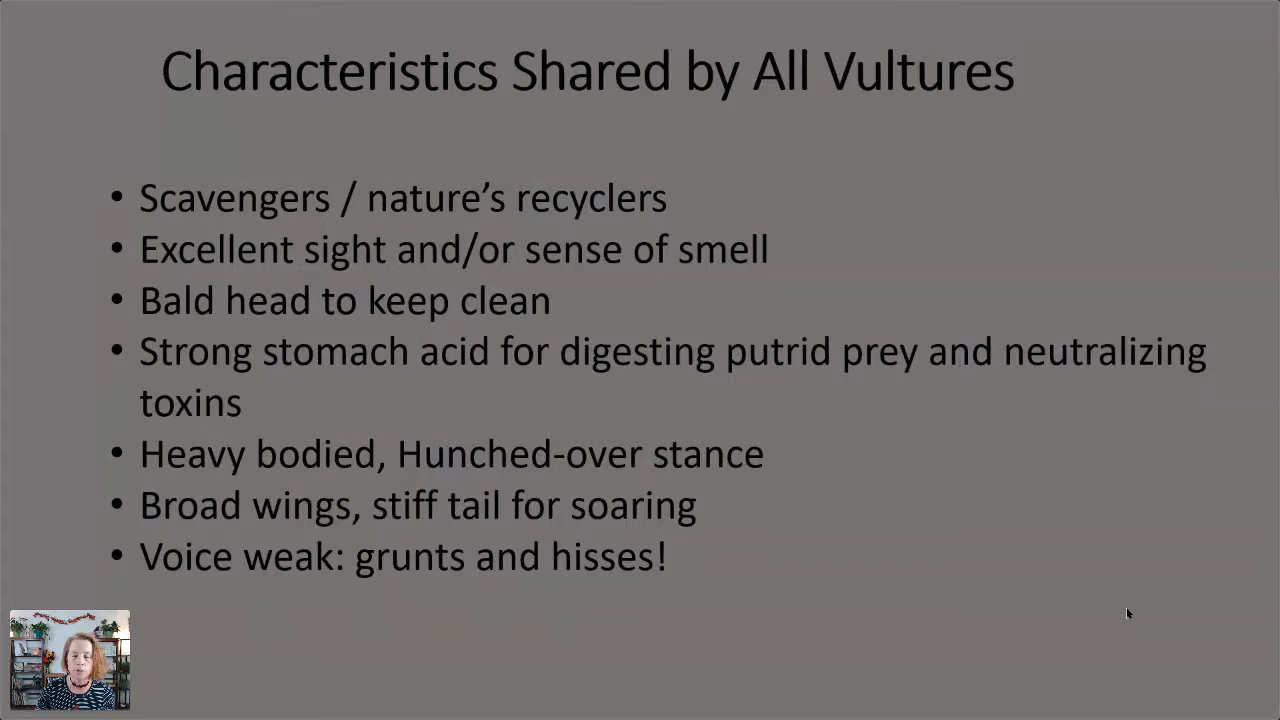 Characteristics Shared by All Vultures
• Scavengers / nature’s recyclers
• Excellent sight and/or sense of smell
• Bald head to keep clean
• Strong stomach acid for digesting putrid prey and neutralizing
toxins
• Heavy bodied, Hunched-over stance
• Broad wings, stiff tail for soaring
• Voice weak: grunts and hisses!